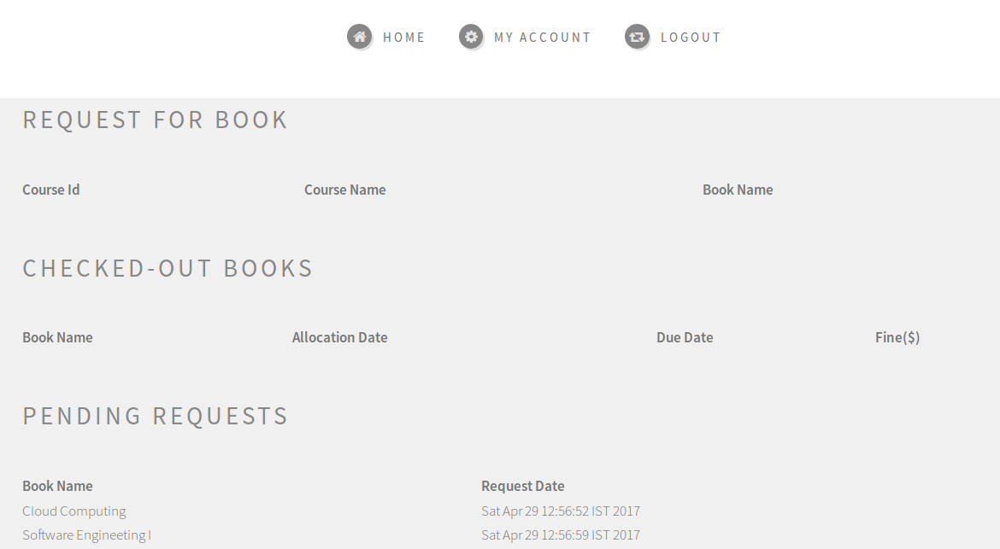 HOME MY ACCOUNT LOGOUT
REQUEST FOR BOOK
Course Id Course Name Book Name
CHECKED-OUT BOOKS
Book Name Allocation Date Due Date Fine($)
PENDING REQUESTS
Book Name Request Date
Cloud Computing Sat Apr 29 12:56:52 IST 2017
Software Engineeting I Sat Apr 29 12:56:59 IST 2017